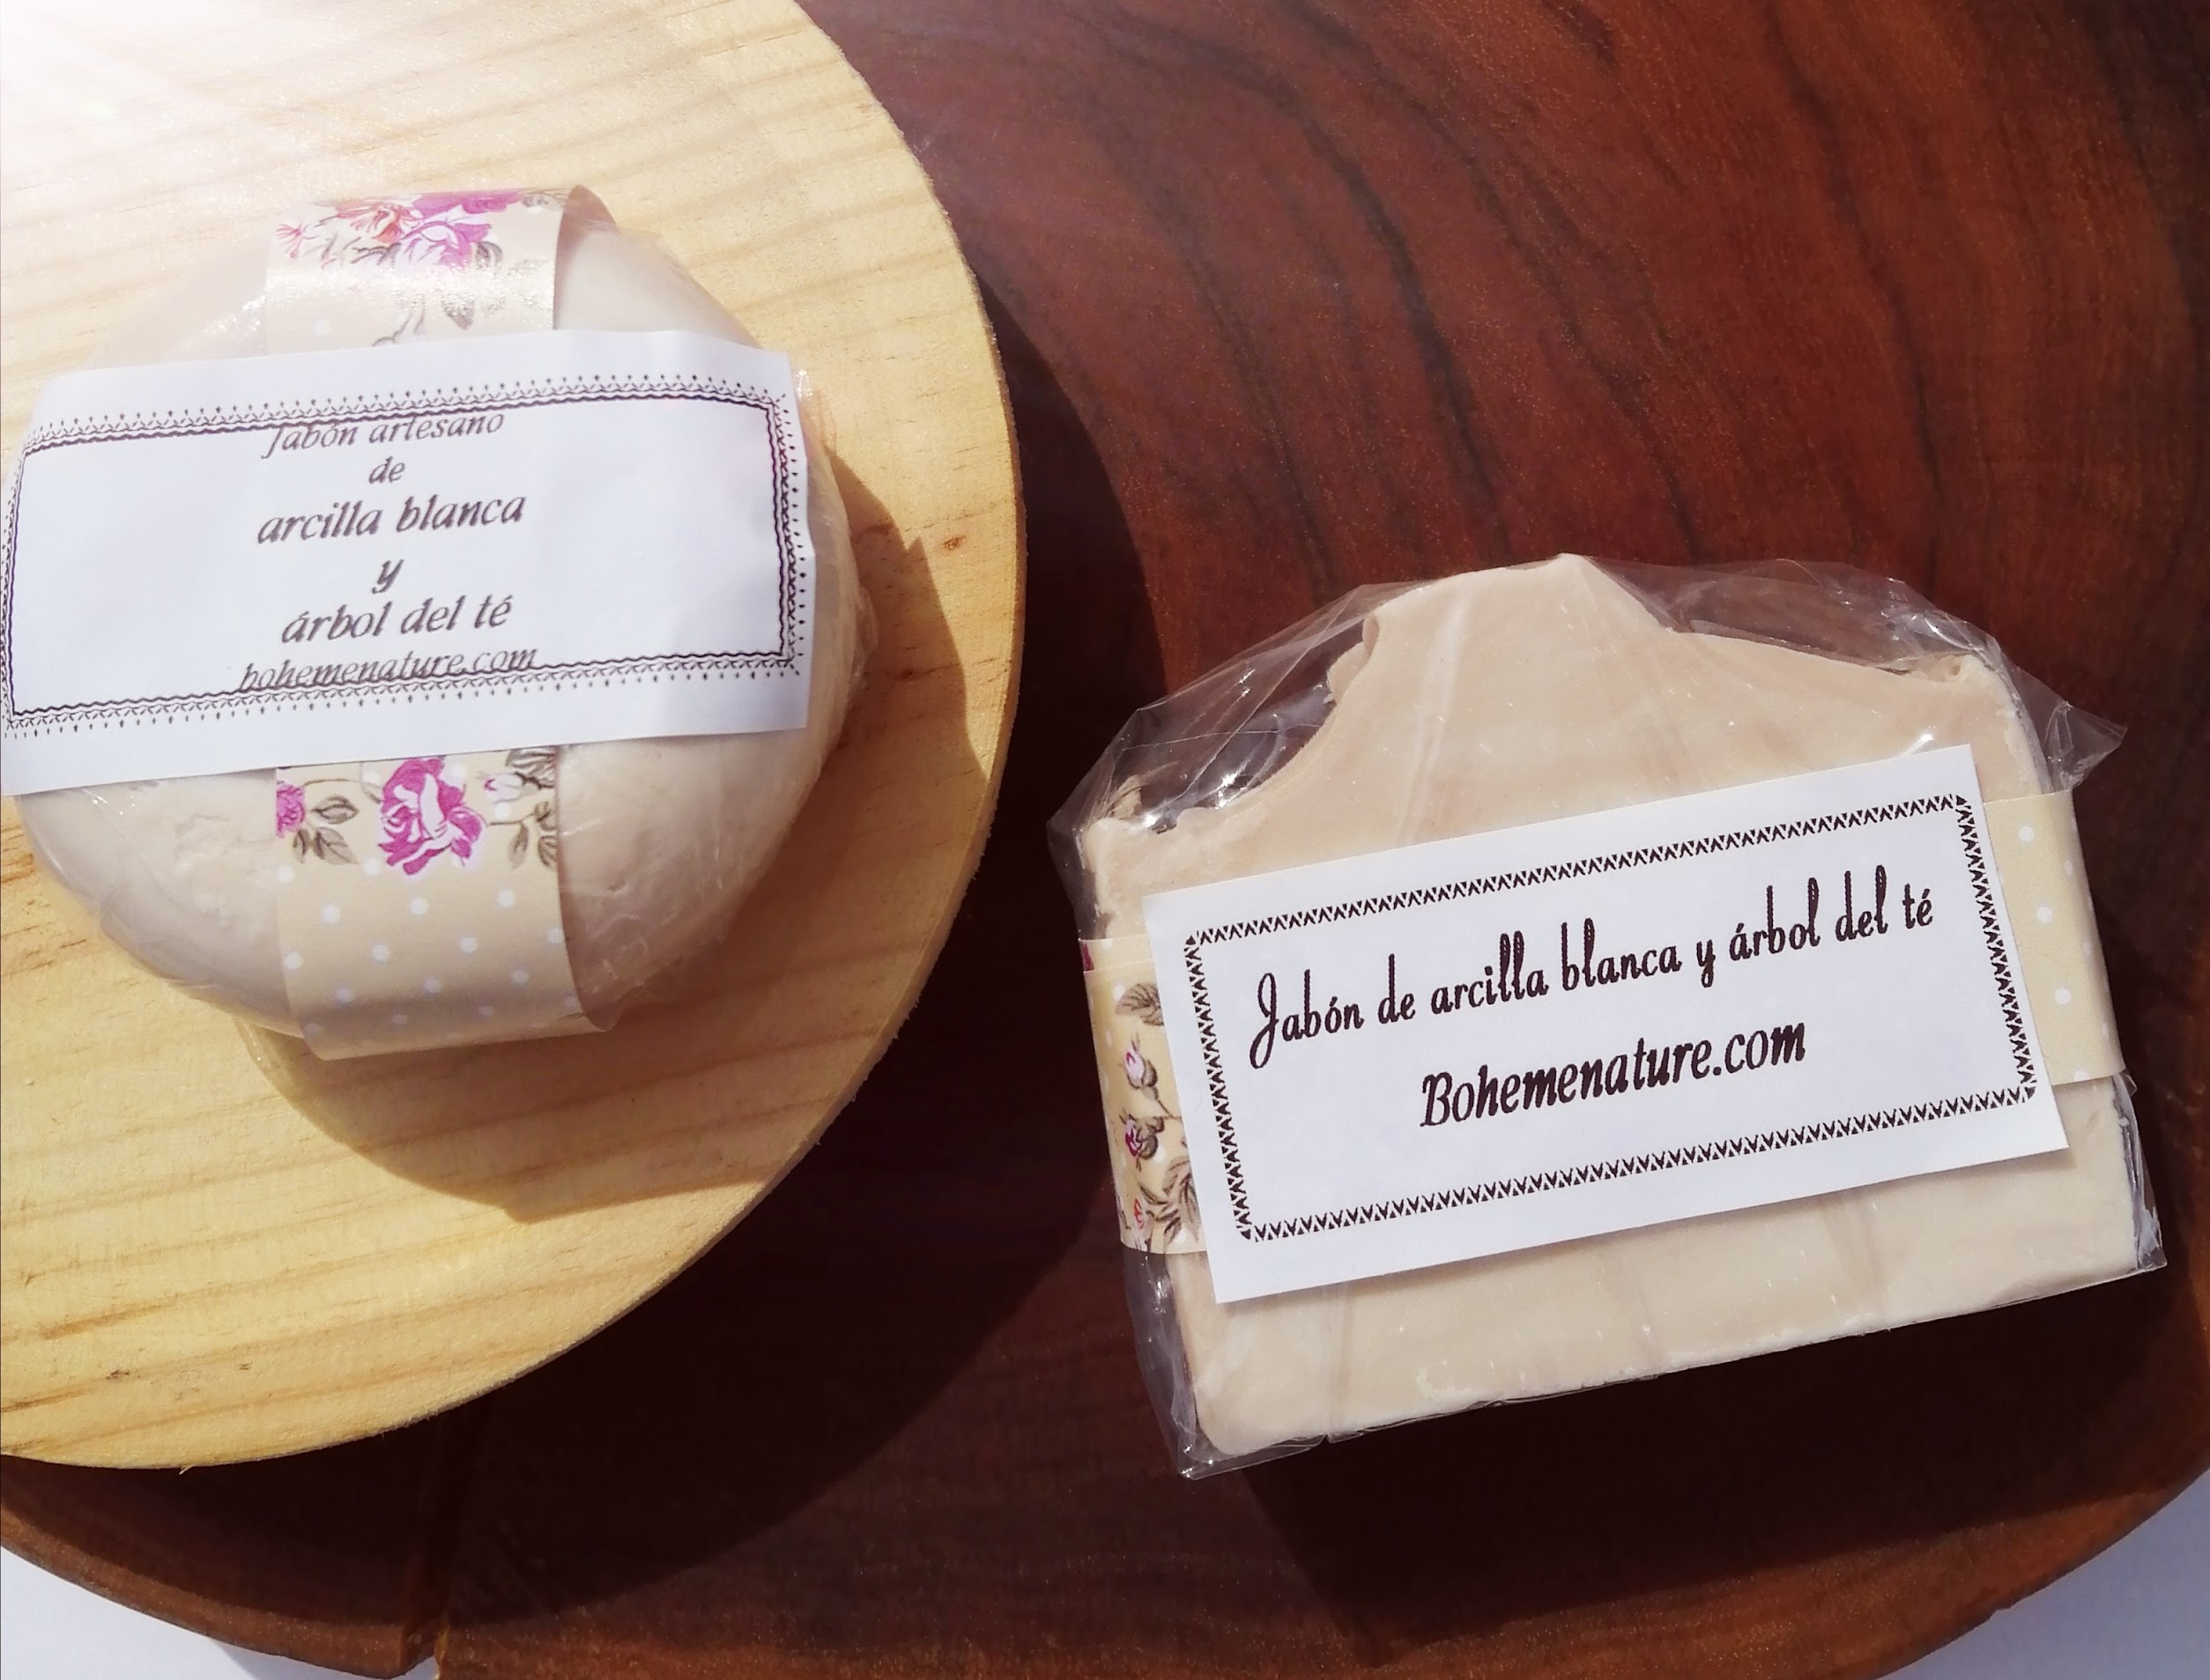 Jabón artesano
de
arcilla blanca
y
árbol del té
bohemenature.com
Jabón de arcilla blanca y árbol del té
Bohemenature.com